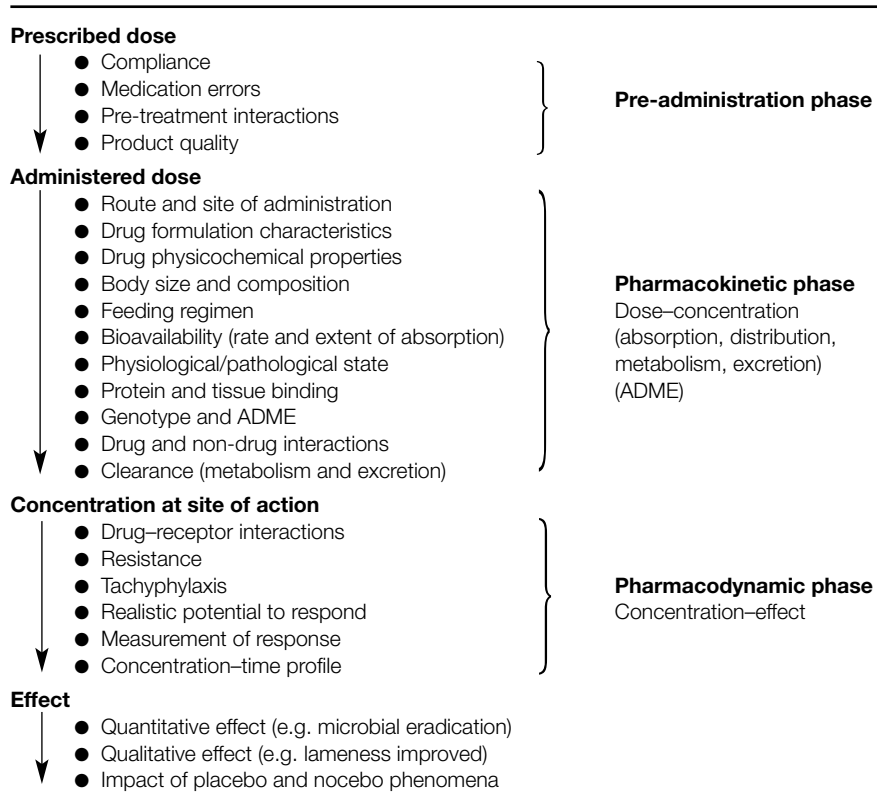 Prescribed dose
● Compliance
● Medication errors
● Pre-treatment interactions
● Product quality
Pre-administration phase
Administered dose
● Route and site of administration
● Drug formulation characteristics
● Drug physicochemical properties
● Body size and composition
● Feeding regimen
● Bioavailability (rate and extent of absorption)
● Physiological/pathological state
● Protein and tissue binding
● Genotype and ADME
● Drug and non-drug interactions
● Clearance (metabolism and excretion)
Pharmacokinetic phase
Dose–concentration
(absorption, distribution,
metabolism, excretion)
(ADME)
Concentration at site of action
● Drug–receptor interactions
● Resistance
● Tachyphylaxis
● Realistic potential to respond
● Measurement of response
● Concentration–time profile
Pharmacodynamic phase
Concentration–effect
Effect
● Quantitative effect (e.g. microbial eradication)
● Qualitative effect (e.g. lameness improved)
● Impact of placebo and nocebo phenomena